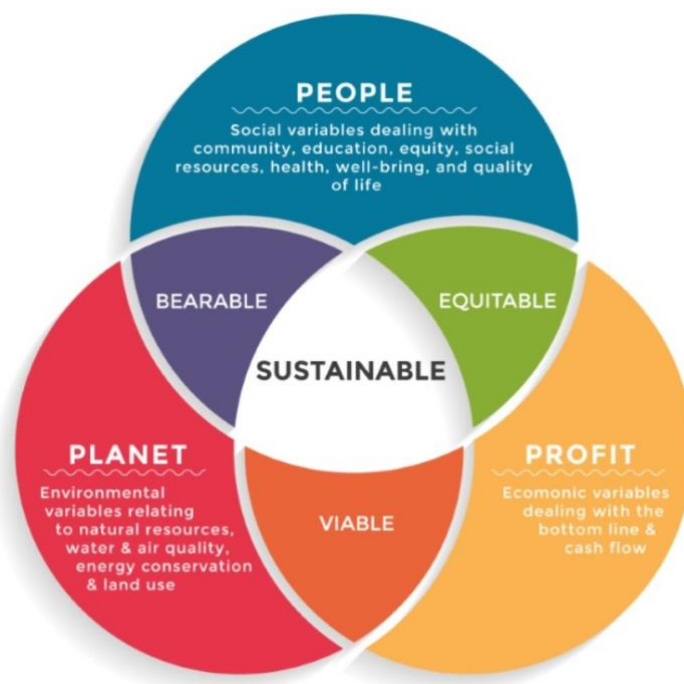 PEOPLE
Social variables dealing with
community, education, equity, social
resources, health, well-bring, and quality
of life
BEARABLE
EQUITABLE
SUSTAINABLE
PLANET
Environmental
variables relating
to natural resources,
water & air quality,
energy conservation
& land use
PROFIT
Ecomonic variables
dealing with the
bottom line &
cash flow
VIABLE